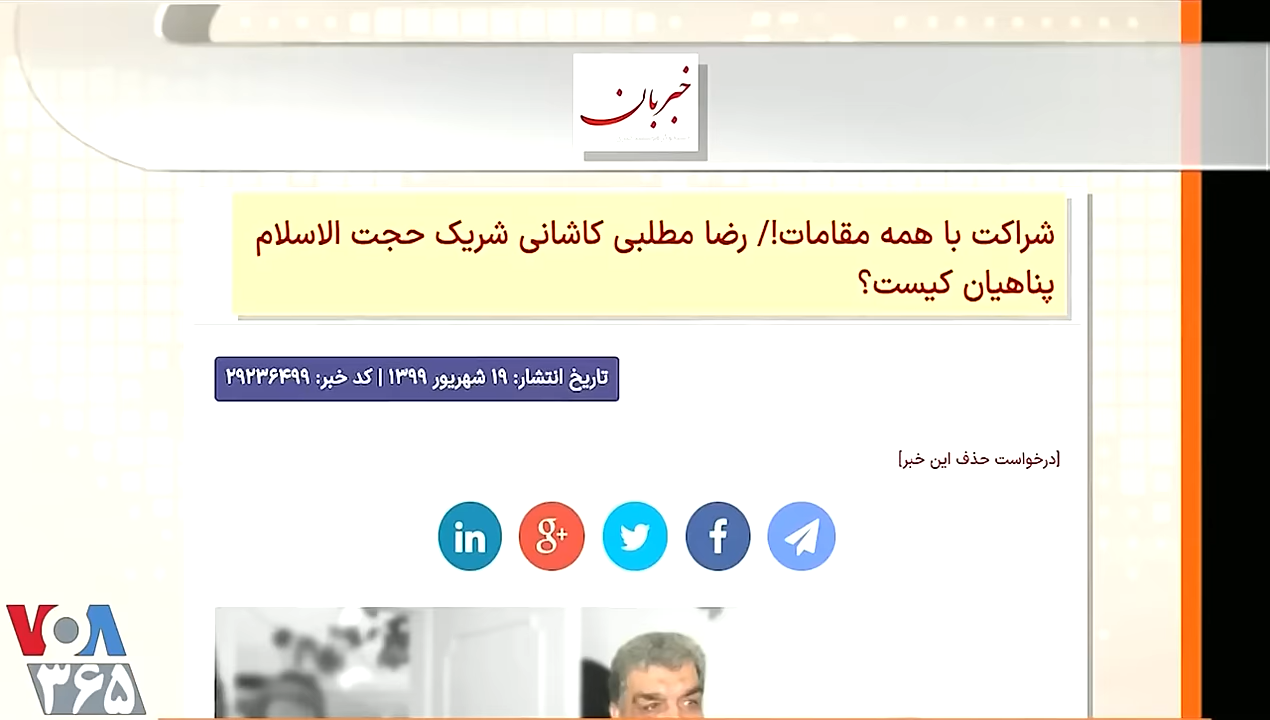 خبربان
شراکت با همه مقامات!/ رضا مطلبی کاشانی شریک حجت الاسلام
پناهیان کیست؟
تاریخ انتشار: ۱۹ شهریور ۱۳۹۹ | کد خبر: ۲۹۲۳۶۴۹۹
[درخواست حذف این خبر]
in
g+
f
VOA
۳۶۵